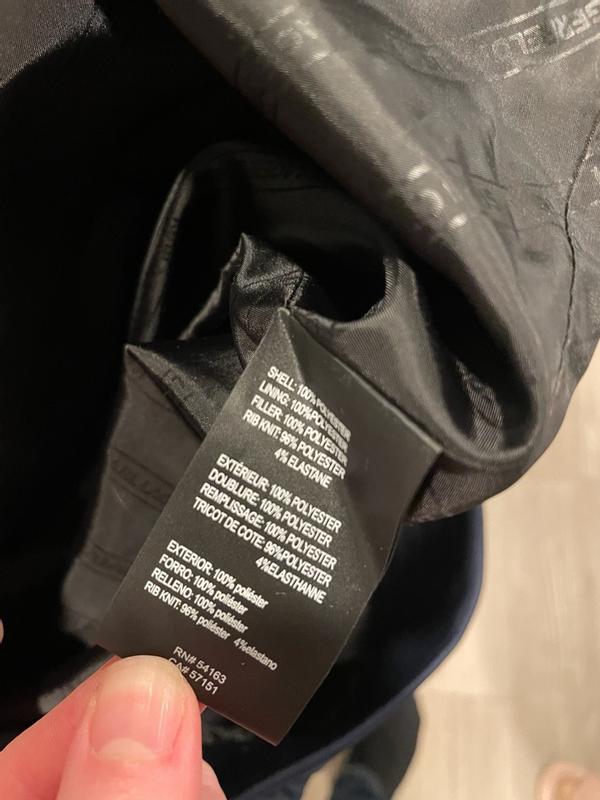 SHELL: 100% POLYESTER
LINING: 100%POLYESTER
FILLER: 100% POLYESTER
RIB KNIT: 96% POLYESTER
4% ELASTANE
EXTÉRIEUR: 100% POLYESTER
DOUBLURE: 100% POLYESTER
REMPLISSAGE: 100% POLYESTER
TRICOT DE COTE: 96%POLYESTER
4%ELASTHANNE
EXTERIOR: 100% poliéster
FORRO: 100% poliéster
RELLENO: 100% poliéster
RIB KNIT: 96% poliéster 4%elastano
RN# 54163
CA# 57151